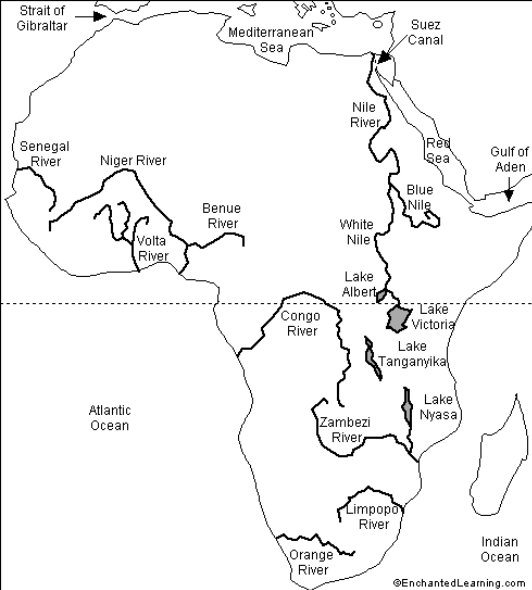 Strait of
Gibraltar
Mediterranean
Sea
Suez
Canal
Nile
River
Red
Sea
Gulf of
Aden
Senegal
River
Niger River
Blue
Nile
Benue
River
White
Nile
Volta
River
Lake
Albert
Lake
Victoria
Congo
River
Lake
Tanganyika
Lake
Nyasa
Atlantic
Ocean
Zambezi
River
Limpopo
River
Orange
River
Indian
Ocean
©EnchantedLearning.com